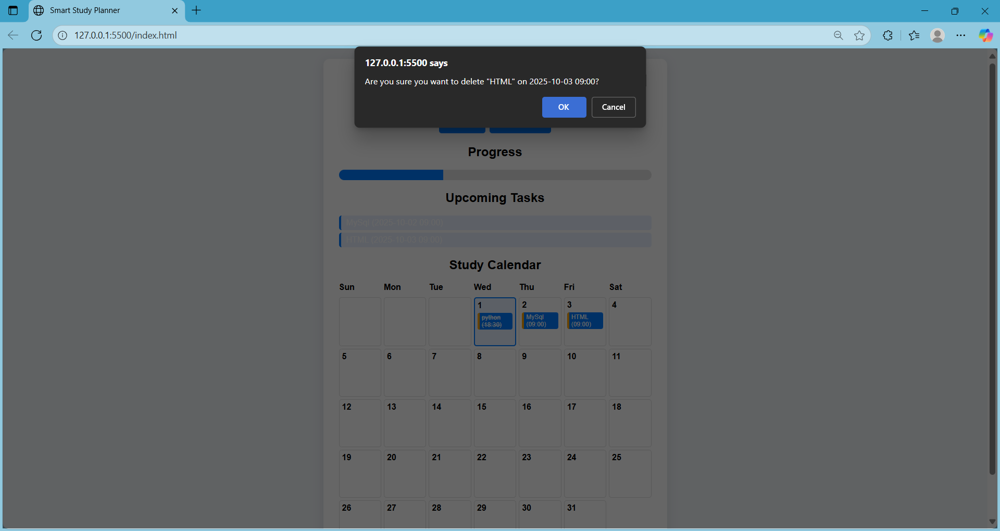 Smart Study Planner
127.0.0.1:5500/index.html
127.0.0.1:5500 says
Are you sure you want to delete "HTML" on 2025-10-03 09:00?
OK Cancel
Progress
Upcoming Tasks
MySql (2025-10-02 09:00)
HTML (2025-10-03 09:00)
Study Calendar
Sun Mon Tue Wed Thu Fri Sat
1 2 3 4
python MySql HTML
(18:30) (09:00) (09:00)
5 6 7 8 9 10 11
12 13 14 15 16 17 18
19 20 21 22 23 24 25
26 27 28 29 30 31